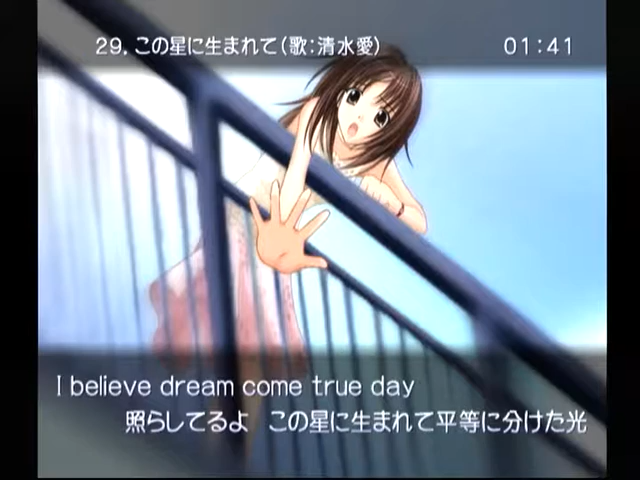 29. この星に生まれて(歌:清水愛) 01:41
I believe dream come true day
照らしてるよ　この星に生まれて平等に分けた光